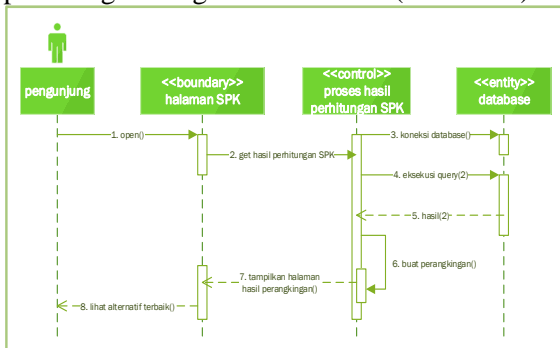 pengunjung
<<boundary>>
halaman SPK
<<control>>
proses hasil
perhitungan SPK
<<entity>>
database
1. open()
2. get hasil perhitungan SPK
3. koneksi database()
4. eksekusi query(2)
5. hasil(2)
6. buat perangkingan()
7. tampilkan halaman
hasil perangkingan()
8. lihat alternatif terbaik()